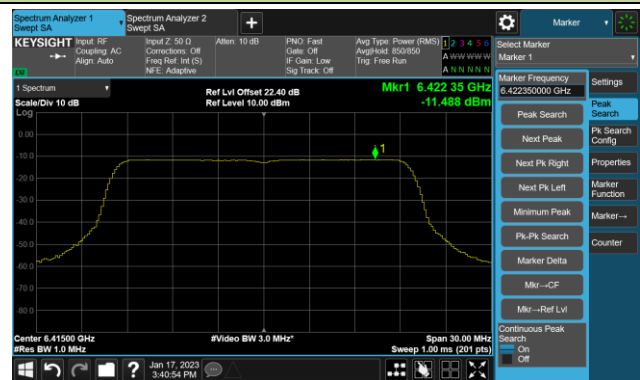 Spectrum Analyzer 1
Swept SA
Spectrum Analyzer 2
Swept SA
+
Marker
KEYSIGHT
Input: RF
Coupling: AC
Align: Auto
Input Z: 50 Ω
Corrections: Off
Freq Ref: Int (S)
NFE: Adaptive
Atten: 10 dB
PNO: Fast
Gate: Off
IF Gain: Low
Sig Track: Off
Avg Type: Power (RMS)
Avg|Hold: 850/850
Trig: Free Run
1 2 3 4 5 6
A W W W W W
A N N N N N
LXI
Select Marker
Marker 1
Marker Frequency
6.422350000 GHz
Settings
1 Spectrum
Scale/Div 10 dB
Log
Ref Lvl Offset 22.40 dB
Ref Level 10.00 dBm
Mkr1 6.422 35 GHz
-11.488 dBm
Peak Search
Next Peak
Next Pk Right
Next Pk Left
Minimum Peak
Pk-Pk Search
Marker Delta
Mkr→CF
Mkr→Ref Lvl
Continuous Peak
Search
On
Off
Peak
Search
Pk Search
Config
Properties
Marker
Function
Marker→
Counter
0.00
-10.0
-20.0
-30.0
-40.0
-50.0
-60.0
-70.0
-80.0
1
Center 6.41500 GHz
#Res BW 1.0 MHz
#Video BW 3.0 MHz*
Span 30.00 MHz
Sweep 1.00 ms (201 pts)
?
Jan 17, 2023
3:40:54 PM